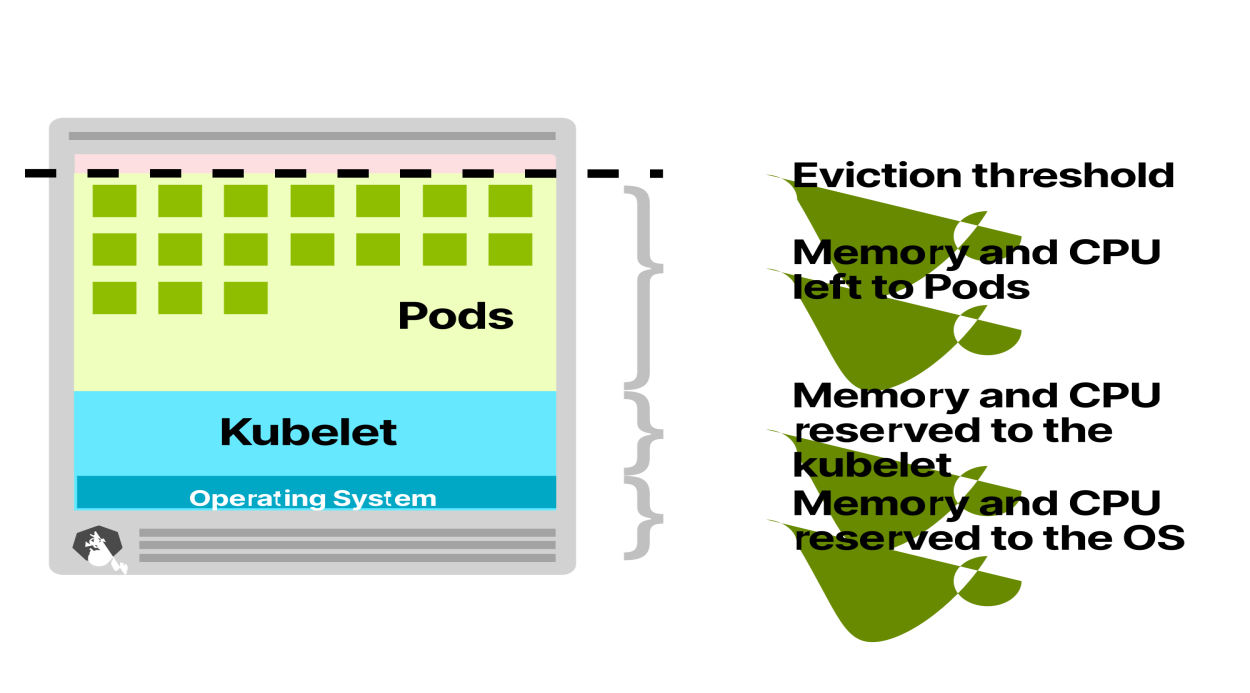 Eviction threshold
Memory and CPU
left to Pods
Pods
Memory and CPU
reserved to the
kubelet
Kubelet
Memory and CPU
reserved to the OS
Operating System